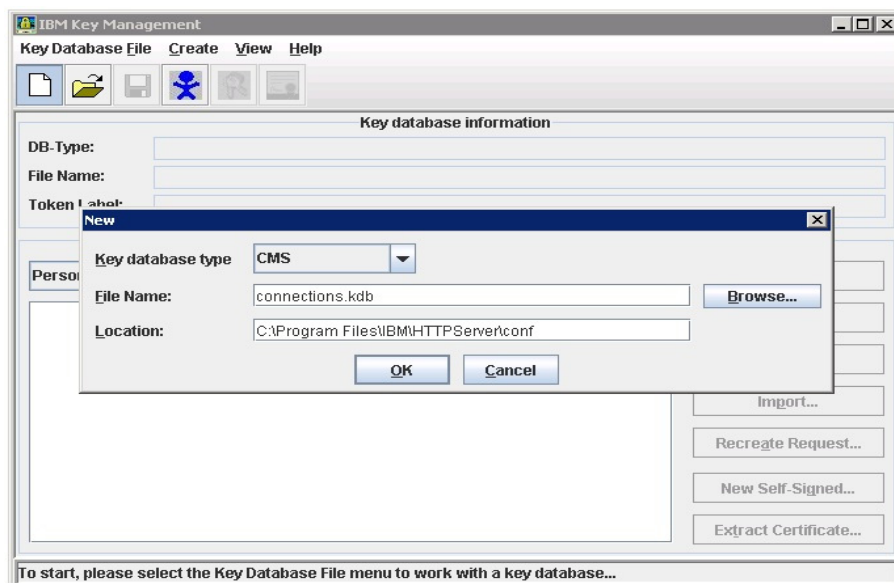 IBM Key Management
Key Database File Create View Help
Key database information
DB-Type:
File Name:
Token Label:
New
Key database type CMS
File Name: connections.kdb Browse...
Location: C:\Program Files\IBM\HTTPServer\conf
OK Cancel
Import...
Recreate Request...
New Self-Signed...
Extract Certificate...
To start, please select the Key Database File menu to work with a key database...